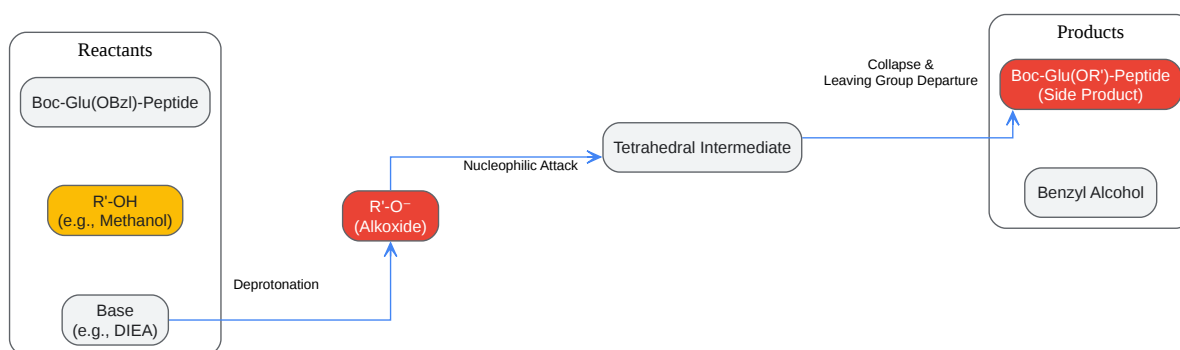 Reactants
Boc-Glu(OBzl)-Peptide
R'-OH
(e.g., Methanol)
Base
(e.g., DIEA)
Deprotonation
R'-O⁻
(Alkoxide)
Nucleophilic Attack
Tetrahedral Intermediate
Collapse &
Leaving Group Departure
Products
Boc-Glu(OR')-Peptide
(Side Product)
Benzyl Alcohol